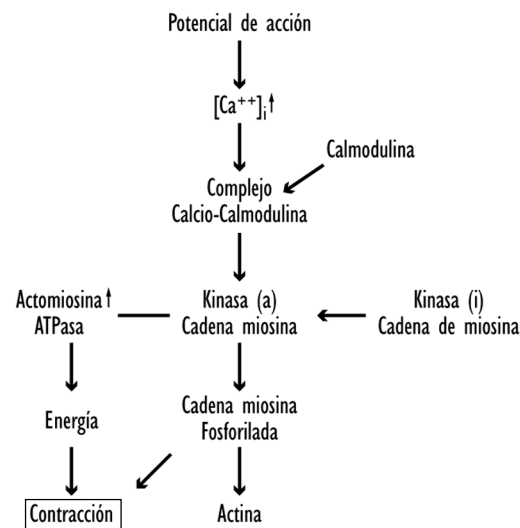 Potencial de acción
[Ca⁺⁺]ᵢ↑
Calmodulina
Complejo
Calcio-Calmodulina
Actomiosina↑
ATPasa
Kinasa (a)
Cadena miosina
Kinasa (i)
Cadena de miosina
Energía
Cadena miosina
Fosforilada
Contracción
Actina